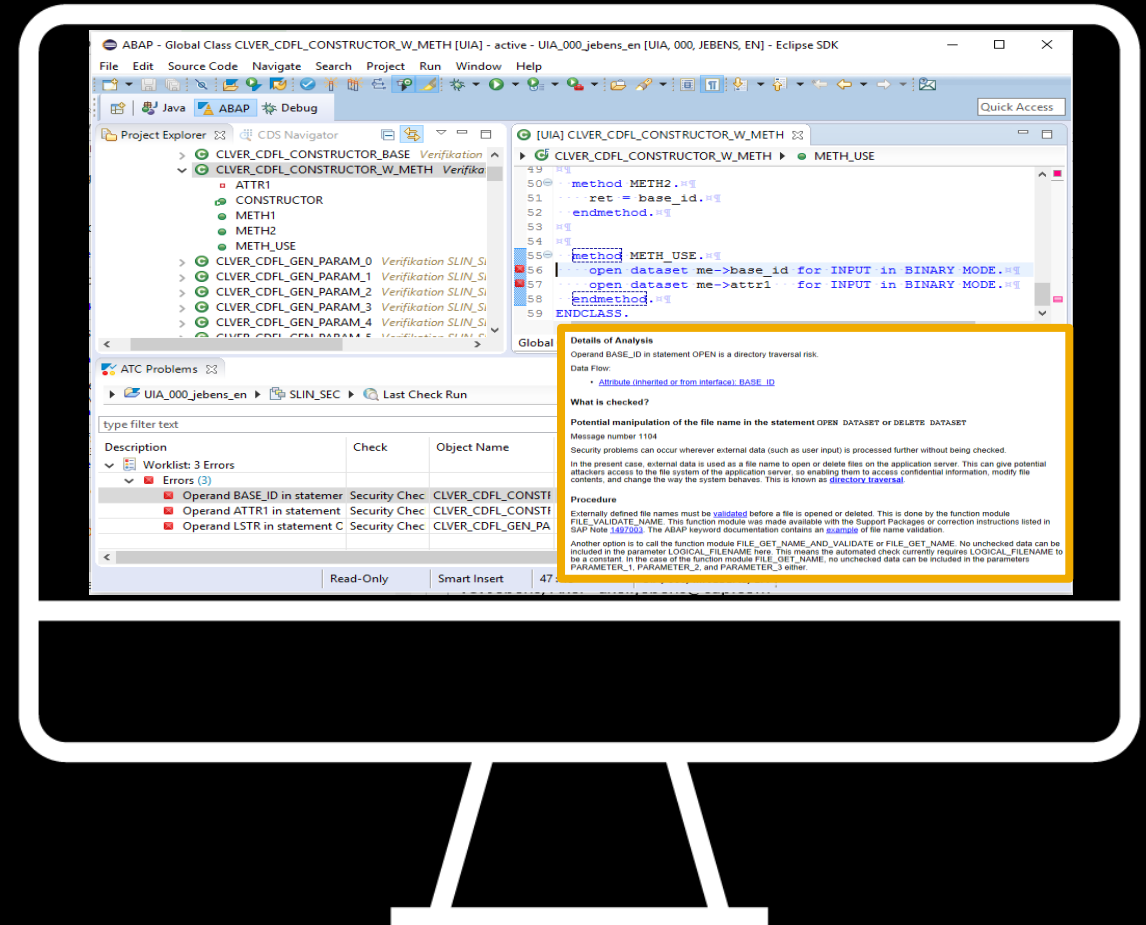 ABAP - Global Class CLVER_CDFL_CONSTRUCTOR_W_METH [UIA] - active - UIA_000_jebens_en [UIA, 000, JEBENS, EN] - Eclipse SDK
File Edit Source Code Navigate Search Project Run Window Help
Java ABAP Debug
Quick Access
Project Explorer CDS Navigator
CLVER_CDFL_CONSTRUCTOR_BASE Verifikation
CLVER_CDFL_CONSTRUCTOR_W_METH Verifika
ATTR1
CONSTRUCTOR
METH1
METH2
METH_USE
CLVER_CDFL_GEN_PARAM_0 Verifikation SLIN_SI
CLVER_CDFL_GEN_PARAM_1 Verifikation SLIN_SI
CLVER_CDFL_GEN_PARAM_2 Verifikation SLIN_SI
CLVER_CDFL_GEN_PARAM_3 Verifikation SLIN_SI
CLVER_CDFL_GEN_PARAM_4 Verifikation SLIN_SI
[UIA] CLVER_CDFL_CONSTRUCTOR_W_METH
CLVER_CDFL_CONSTRUCTOR_W_METH METH_USE
49 ¤¶
50 method METH2.¤¶
51 ret = base_id.¤¶
52 endmethod.¤¶
53 ¤¶
54 ¤¶
55 method METH_USE.¤¶
56 open dataset me->base_id for INPUT in BINARY MODE.¤¶
57 open dataset me->attr1 for INPUT in BINARY MODE.¤¶
58 endmethod.¤¶
59 ENDCLASS.
Global
ATC Problems
UIA_000_jebens_en SLIN_SEC Last Check Run
type filter text
Description Check Object Name
Worklist: 3 Errors
Errors (3)
Operand BASE_ID in statemer Security Chec CLVER_CDFL_CONSTF
Operand ATTR1 in statement Security Chec CLVER_CDFL_CONSTF
Operand LSTR in statement C Security Chec CLVER_CDFL_GEN_PA
Read-Only Smart Insert 47
Details of Analysis
Operand BASE_ID in statement OPEN is a directory traversal risk.
Data Flow:
• Attribute (inherited or from interface): BASE_ID
What is checked?
Potential manipulation of the file name in the statement OPEN DATASET or DELETE DATASET
Message number 1104
Security problems can occur wherever external data (such as user input) is processed further without being checked.
In the present case, external data is used as a file name to open or delete files on the application server. This can give potential
attackers access to the file system of the application server, so enabling them to access confidential information, modify file
contents, and change the way the system behaves. This is known as directory traversal.
Procedure
Externally defined file names must be validated before a file is opened or deleted. This is done by the function module
FILE_VALIDATE_NAME. This function module was made available with the Support Packages or correction instructions listed in
SAP Note 1497003. The ABAP keyword documentation contains an example of file name validation.
Another option is to call the function module FILE_GET_NAME_AND_VALIDATE or FILE_GET_NAME. No unchecked data can be
included in the parameter LOGICAL_FILENAME here. This means the automated check currently requires LOGICAL_FILENAME to
be a constant. In the case of the function module FILE_GET_NAME, no unchecked data can be included in the parameters
PARAMETER_1, PARAMETER_2, and PARAMETER_3 either.